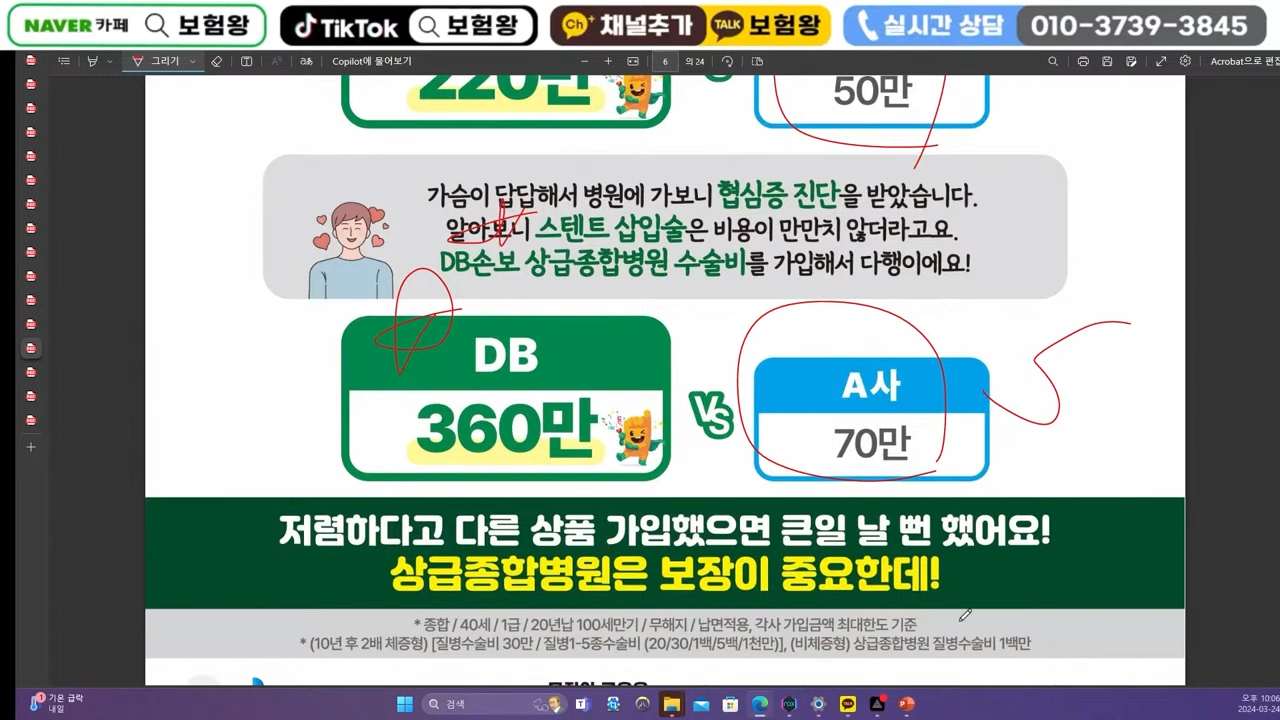 NAVER 카페 보험왕 TikTok 보험왕 Ch+ 채널추가 TALK 보험왕 실시간 상담 010-3739-3845
그리기 Copilot에 물어보기 6 의 24 Acrobat으로 편집
220만 50만
가슴이 답답해서 병원에 가보니 협심증 진단을 받았습니다.
알아보니 스텐트 삽입술은 비용이 만만치 않더라고요.
DB손보 상급종합병원 수술비를 가입해서 다행이에요!
DB
360만
VS
A사
70만
저렴하다고 다른 상품 가입했으면 큰일 날 뻔 했어요!
상급종합병원은 보장이 중요한데!
* 종합 / 40세 / 1급 / 20년납 100세만기 / 무해지 / 납면적용, 각사 가입금액 최대한도 기준
* (10년 후 2배 체증형) [질병수술비 30만 / 질병1-5종수술비 (20/30/1백/5백/1천만)], (비체증형) 상급종합병원 질병수술비 1백만
기온 급락
내일
검색
오후 10:06
2024-03-24